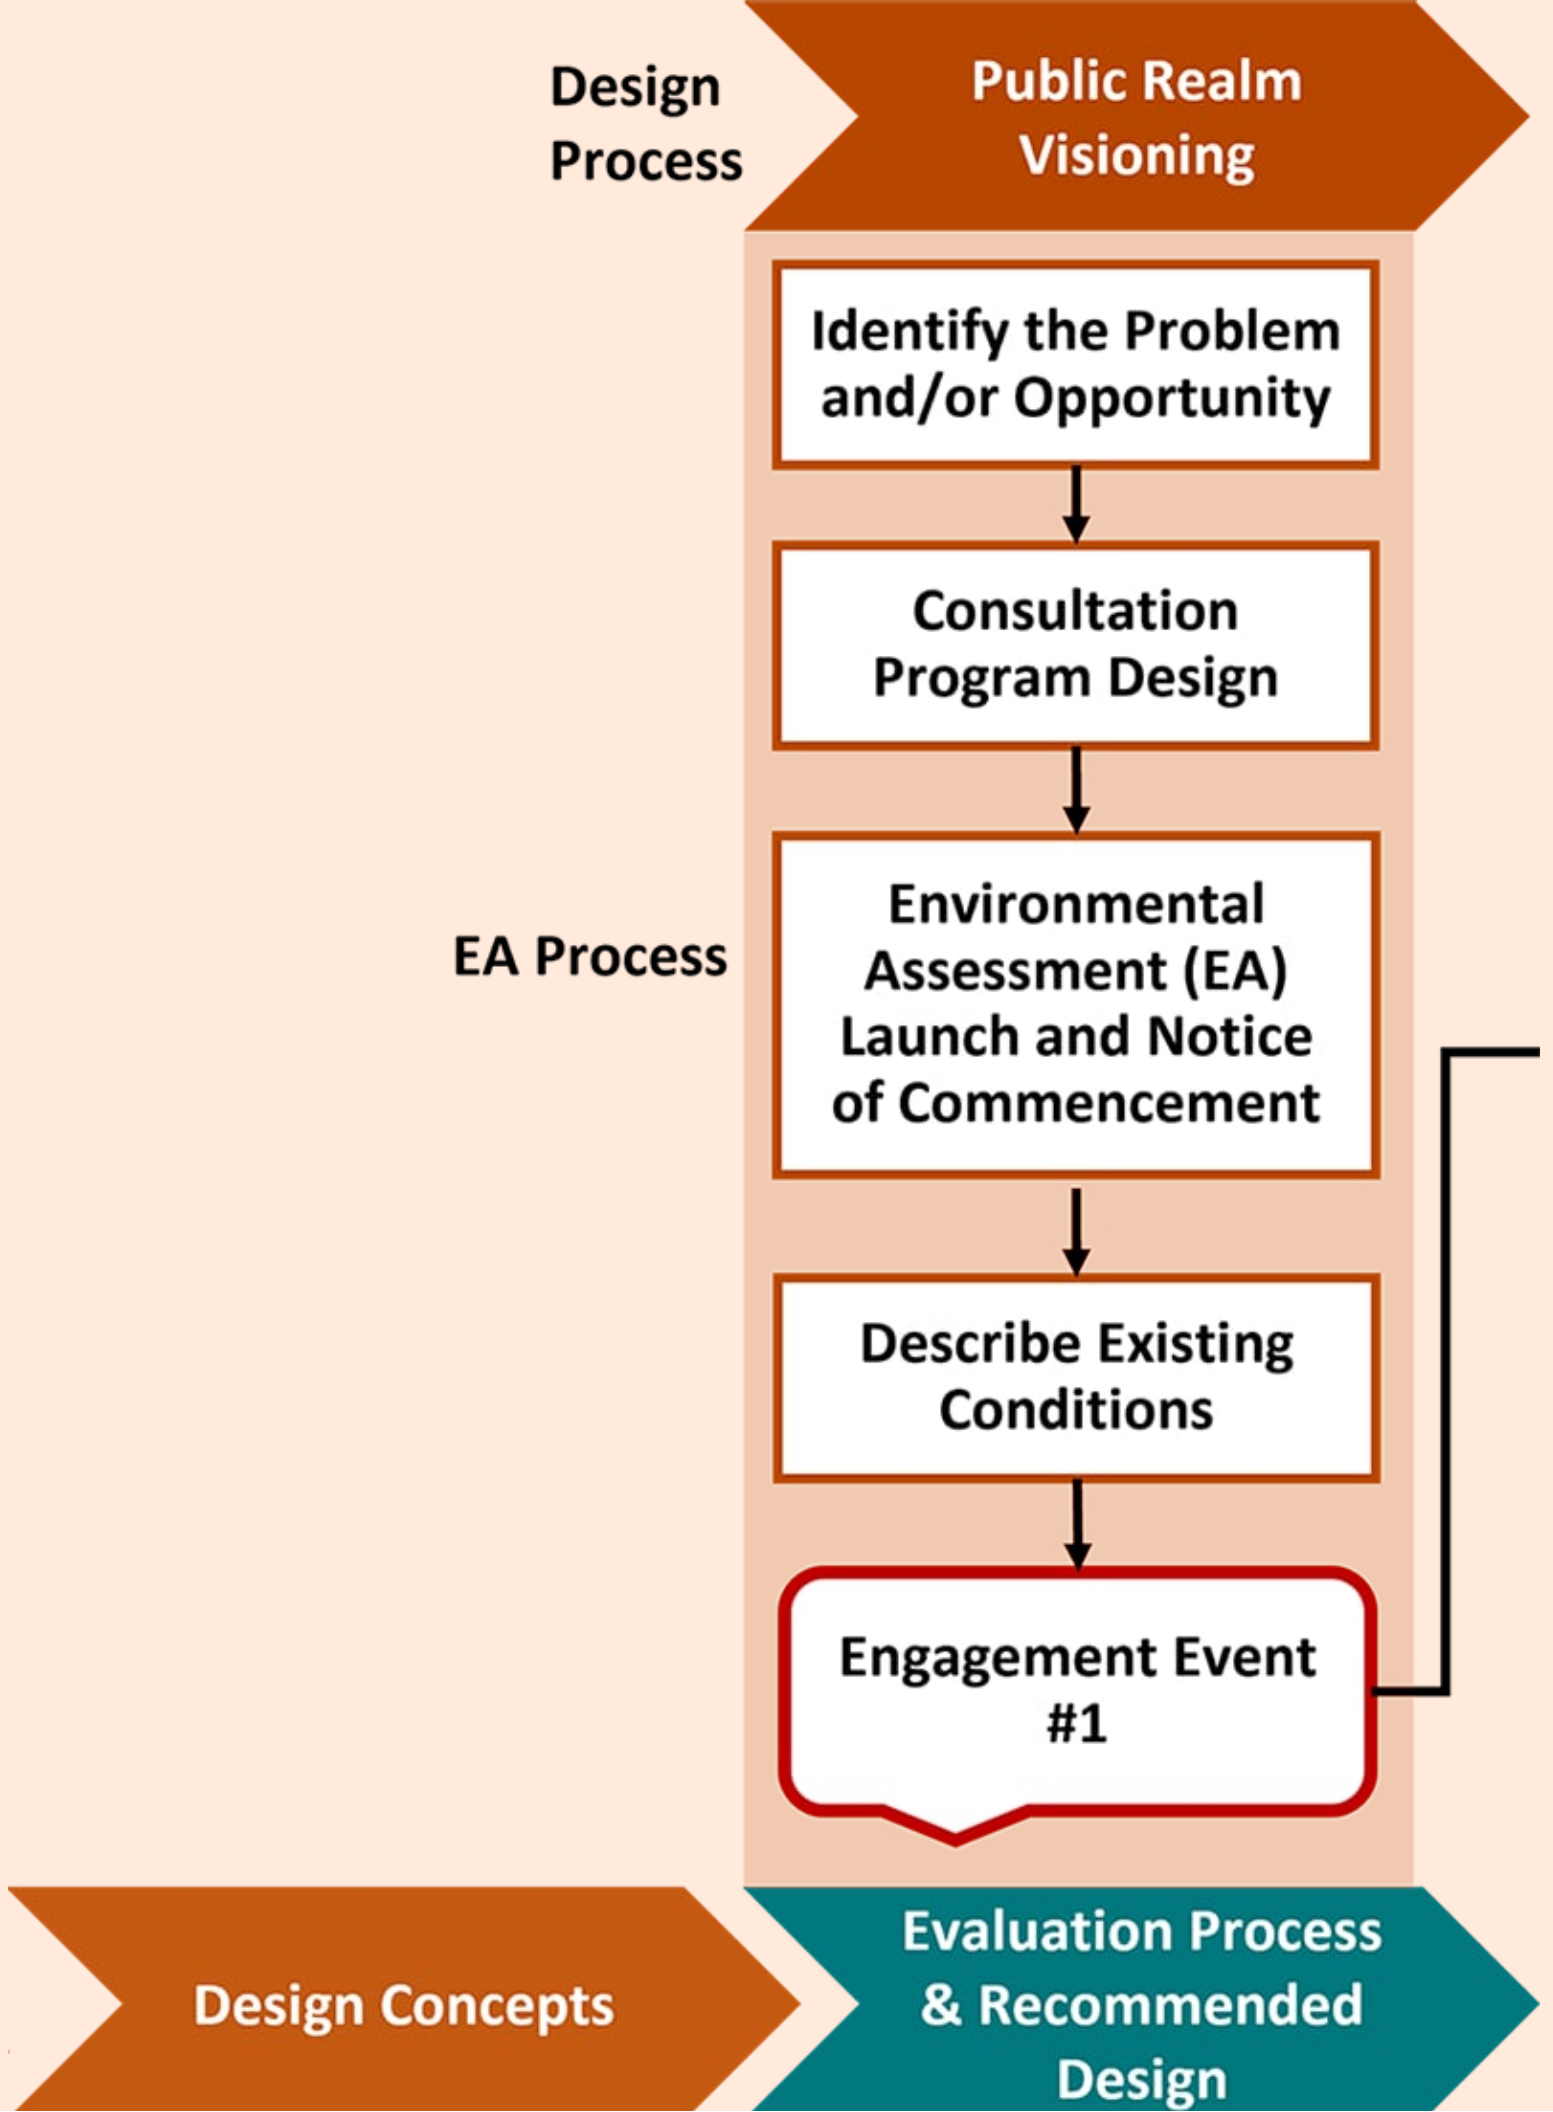 Design
Process
Public Realm
Visioning
Identify the Problem
and/or Opportunity
Consultation
Program Design
EA Process
Environmental
Assessment (EA)
Launch and Notice
of Commencement
Describe Existing
Conditions
Engagement Event
#1
Design Concepts
Evaluation Process
& Recommended
Design